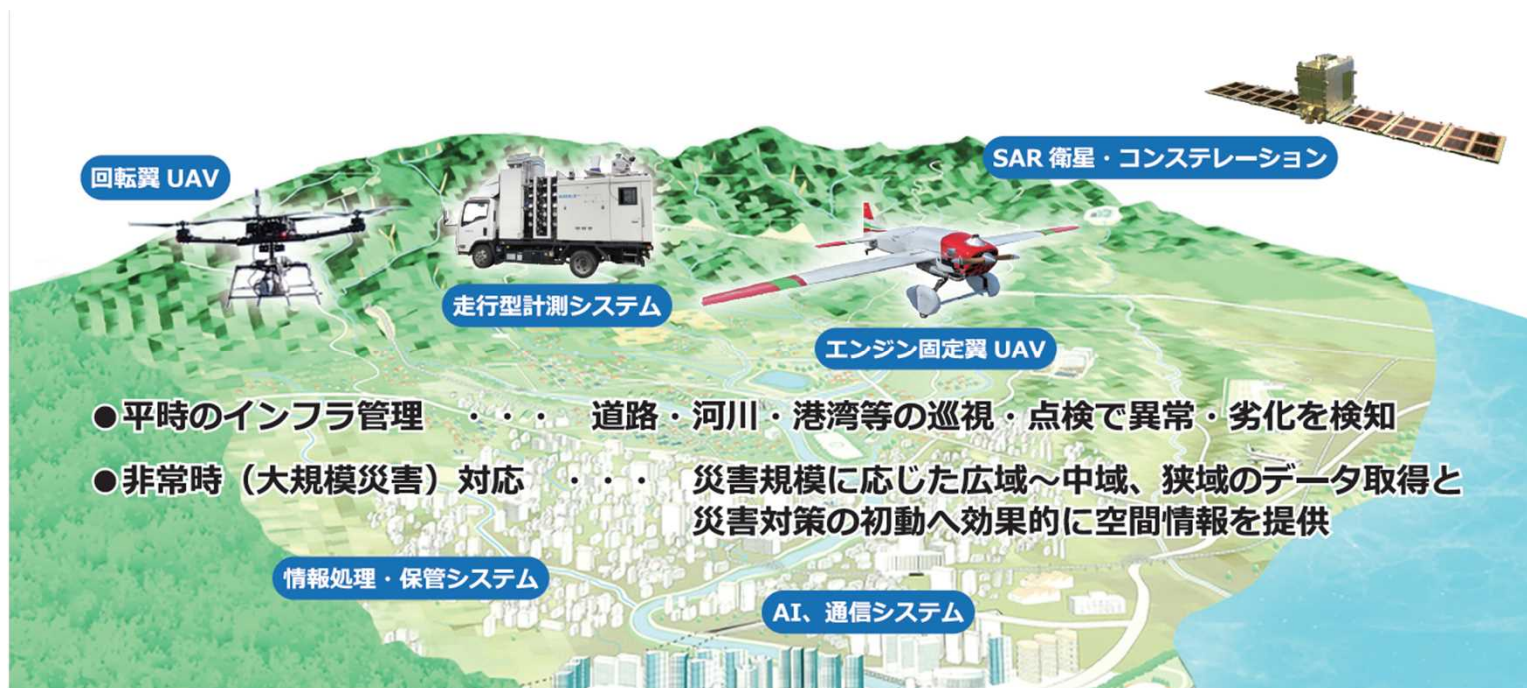 SAR 衛星・コンステレーション
回転翼 UAV
走行型計測システム
エンジン固定翼 UAV
●平時のインフラ管理 ・・・ 道路・河川・港湾等の巡視・点検で異常・劣化を検知
●非常時（大規模災害）対応 ・・・ 災害規模に応じた広域～中域、狭域のデータ取得と
災害対策の初動へ効果的に空間情報を提供
情報処理・保管システム
AI、通信システム